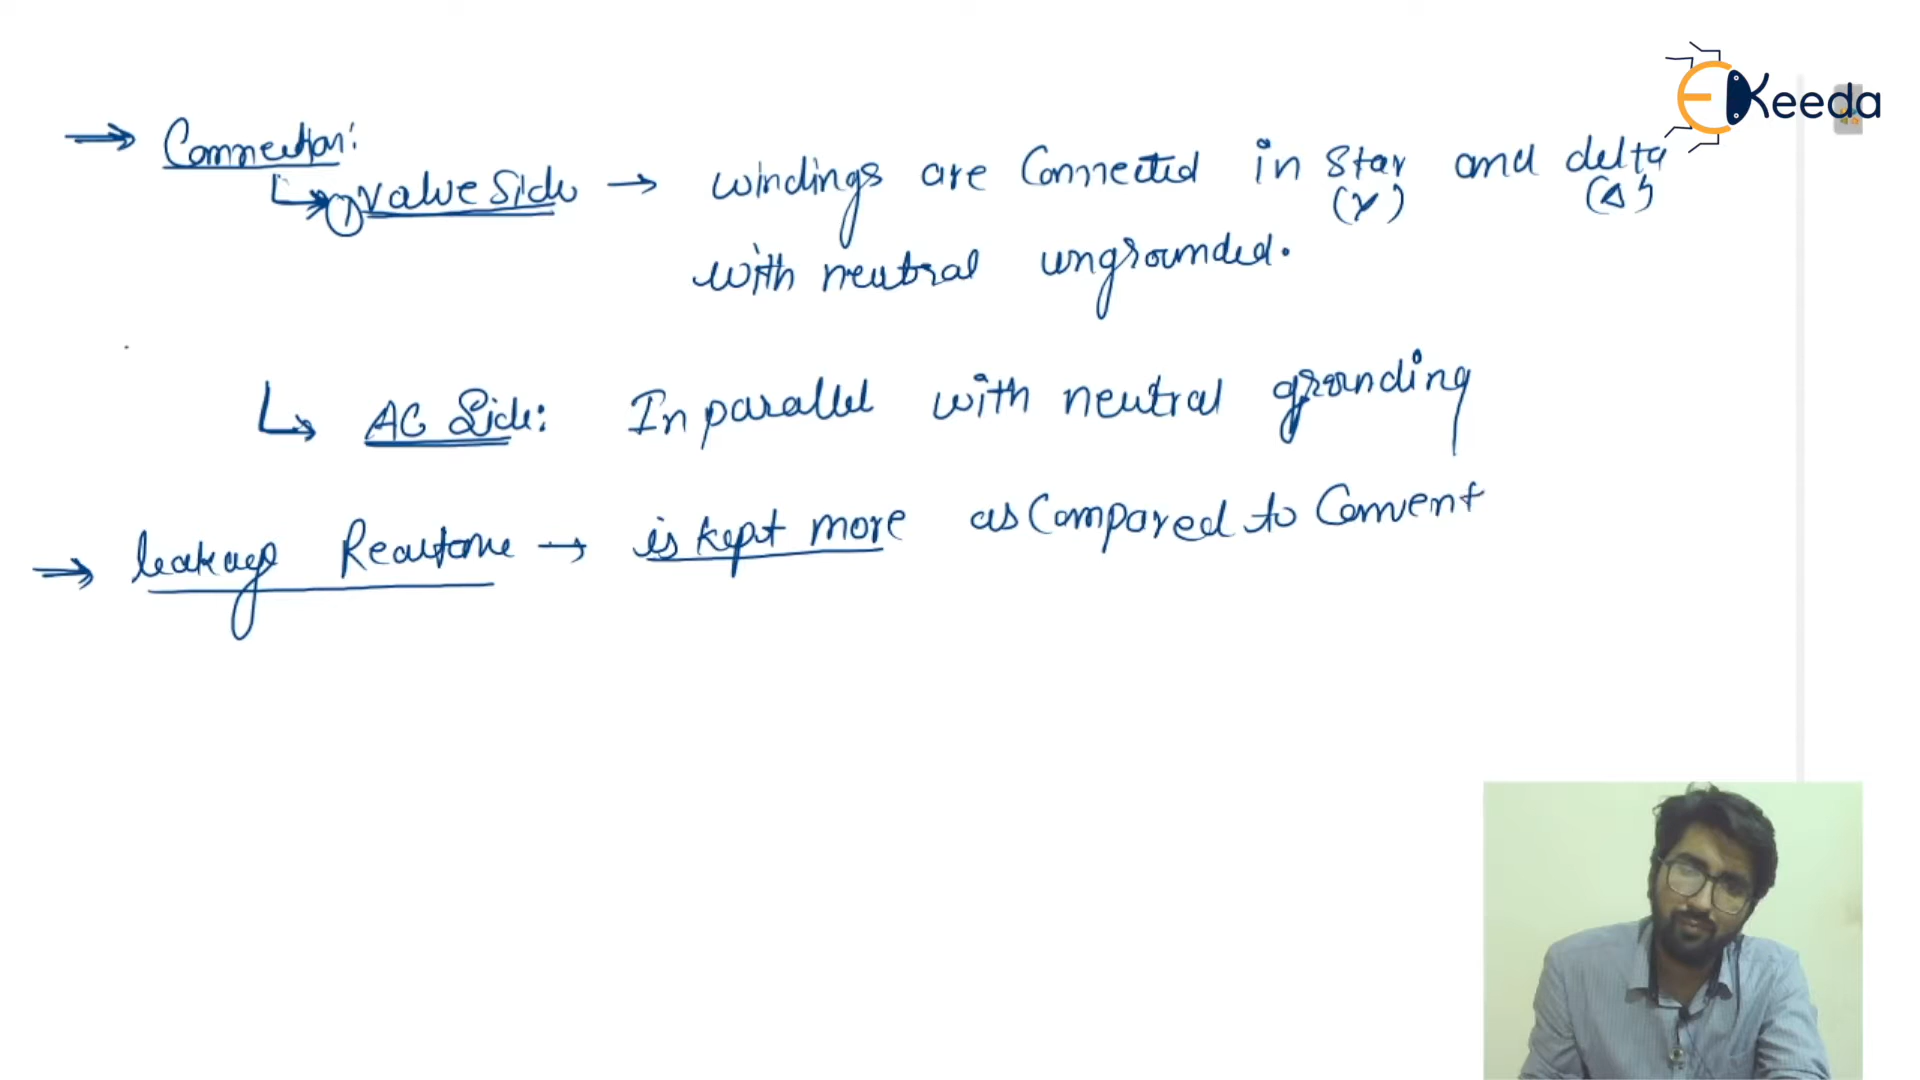 EKeeda
⇒ Connection:
↳ ① Valve Side → windings are Connected in Star and delta
(Y) (Δ)
with neutral ungrounded.
↳ AC Side: In parallel with neutral grounding
⇒ leakage Reactance → is kept more as Compared to Convent